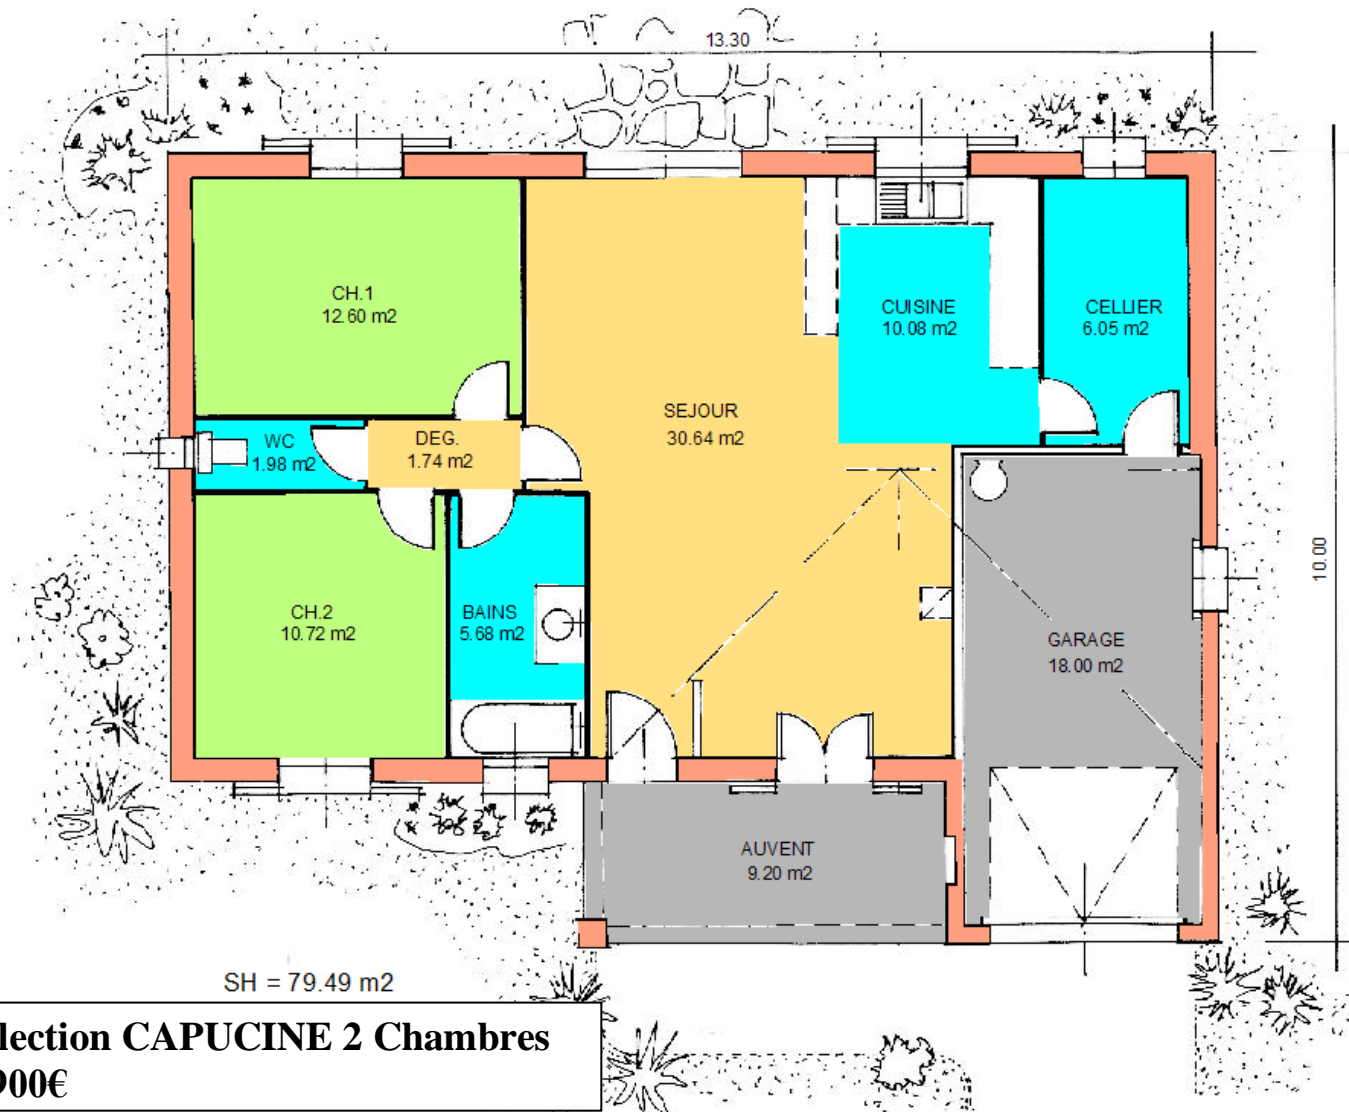 13.30
CH.1
12.60 m2
CUISINE
10.08 m2
CELLIER
6.05 m2
SEJOUR
30.64 m2
WC
1.98 m2
DEG.
1.74 m2
10.00
CH.2
10.72 m2
BAINS
5.68 m2
GARAGE
18.00 m2
AUVENT
9.20 m2
SH = 79.49 m2
lection CAPUCINE 2 Chambres
900€